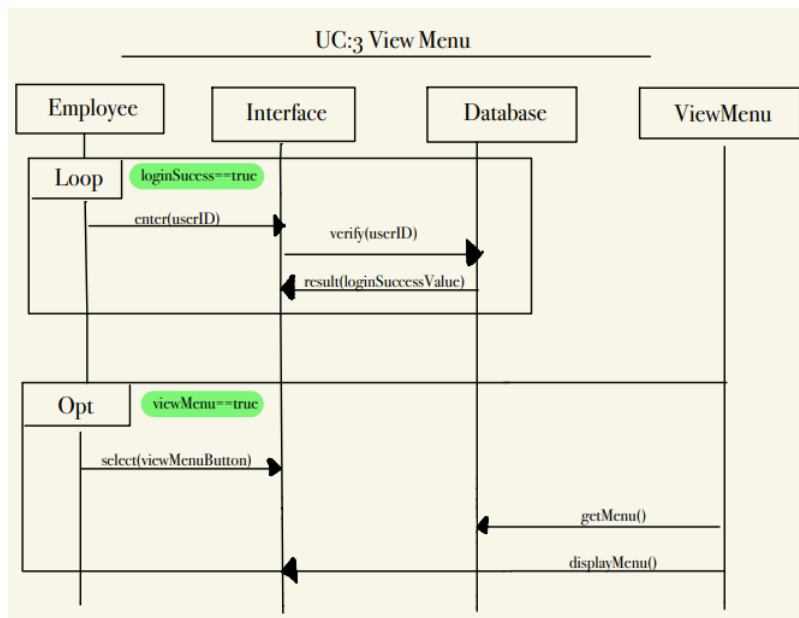 UC:3 View Menu
Employee
Interface
Database
ViewMenu
Loop
loginSucess==true
enter(userID)
verify(userID)
result(loginSuccessValue)
Opt
viewMenu==true
select(viewMenuButton)
getMenu()
displayMenu()